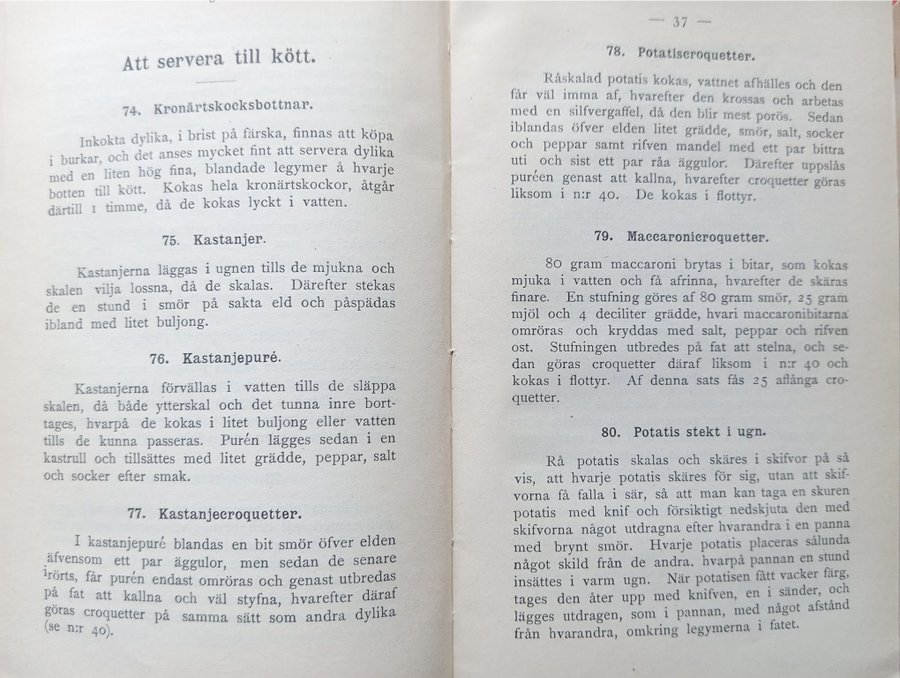 Att servera till kött.
74. Kronärtskocksbottnar.
Inkokta dylika, i brist på färska, finnas att köpa
i burkar, och det anses mycket fint att servera dylika
med en liten hög fina, blandade legymer å hvarje
botten till kött. Kokas hela kronärtskockor, åtgår
därtill 1 timme, då de kokas lyckt i vatten.
75. Kastanjer.
Kastanjerna läggas i ugnen tills de mjukna och
skalen vilja lossna, då de skalas. Därefter stekas
de en stund i smör på sakta eld och påspädas
ibland med litet buljong.
76. Kastanjepuré.
Kastanjerna förvällas i vatten tills de släppa
skalen, då både ytterskal och det tunna inre bort-
tages, hvarpå de kokas i litet buljong eller vatten
tills de kunna passeras. Purén lägges sedan i en
kastrull och tillsättes med litet grädde, peppar, salt
och socker efter smak.
77. Kastanjecroquetter.
I kastanjepuré blandas en bit smör öfver elden
äfvensom ett par äggulor, men sedan de senare
irörts, får purén endast omröras och genast utbredas
på fat att kallna och väl styfna, hvarefter däraf
göras croquetter på samma sätt som andra dylika
(se n:r 40).
— 37 —
78. Potatiscroquetter.
Råskalad potatis kokas, vattnet afhälles och den
får väl imma af, hvarefter den krossas och arbetas
med en silfvergaffel, då den blir mest porös. Sedan
iblandas öfver elden litet grädde, smör, salt, socker
och peppar samt rifven mandel med ett par bittra
uti och sist ett par råa äggulor. Därefter uppslås
puréen genast att kallna, hvarefter croquetter göras
liksom i n:r 40. De kokas i flottyr.
79. Maccaronicroquetter.
80 gram maccaroni brytas i bitar, som kokas
mjuka i vatten och få afrinna, hvarefter de skäras
finare. En stufning göres af 80 gram smör, 25 gram
mjöl och 4 deciliter grädde, hvari maccaronibitarna
omröras och kryddas med salt, peppar och rifven
ost. Stufningen utbredes på fat att stelna, och se-
dan göras croquetter däraf liksom i n:r 40 och
kokas i flottyr. Af denna sats fås 25 aflånga cro-
quetter.
80. Potatis stekt i ugn.
Rå potatis skalas och skäres i skifvor på så
vis, att hvarje potatis skäres för sig, utan att skif-
vorna få falla i sär, så att man kan taga en skuren
potatis med knif och försiktigt nedskjuta den med
skifvorna något utdragna efter hvarandra i en panna
med brynt smör. Hvarje potatis placeras sålunda
något skild från de andra, hvarpå pannan en stund
insättes i varm ugn. När potatisen fått vacker färg,
tages den åter upp med knifven, en i sänder, och
lägges utdragen, som i pannan, med något afstånd
från hvarandra, omkring legymerna i fatet.